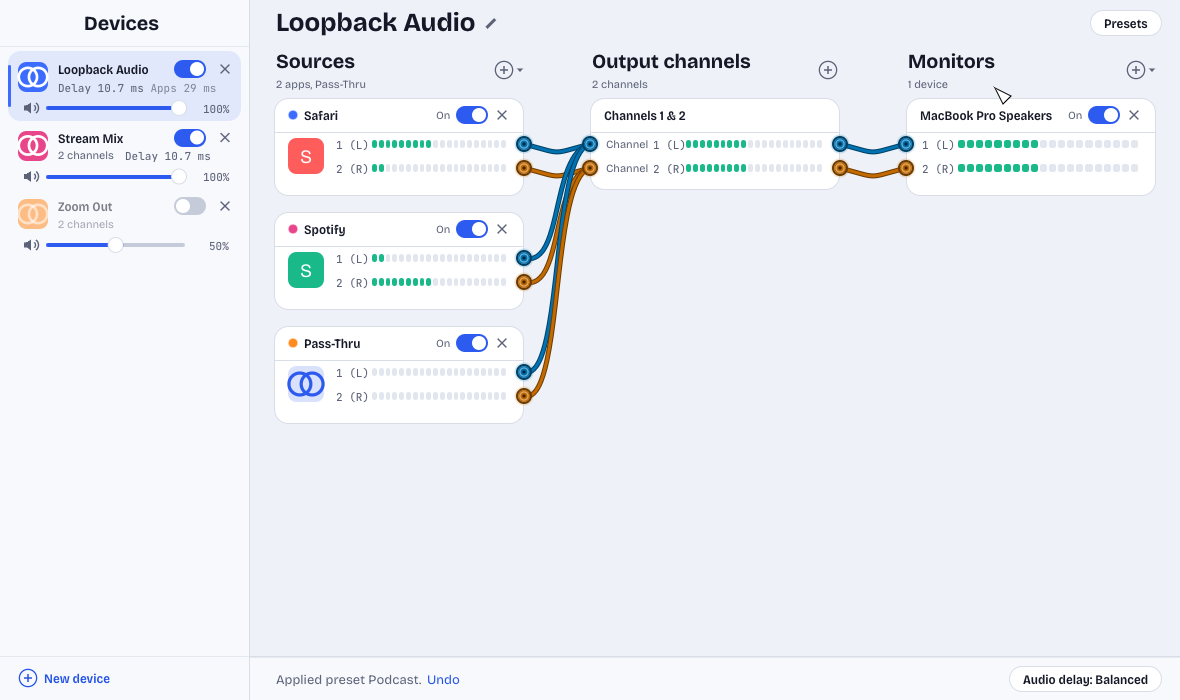 Devices
Loopback Audio
Delay 10.7 ms Apps 29 ms
100%
Stream Mix
2 channels Delay 10.7 ms
100%
Zoom Out
2 channels
50%
New device
Loopback Audio
Presets
Sources
2 apps, Pass-Thru
Output channels
2 channels
Monitors
1 device
Safari On
S
1 (L)
2 (R)
Spotify On
S
1 (L)
2 (R)
Pass-Thru On
1 (L)
2 (R)
Channels 1 & 2
Channel 1 (L)
Channel 2 (R)
MacBook Pro Speakers On
1 (L)
2 (R)
Applied preset Podcast. Undo
Audio delay: Balanced